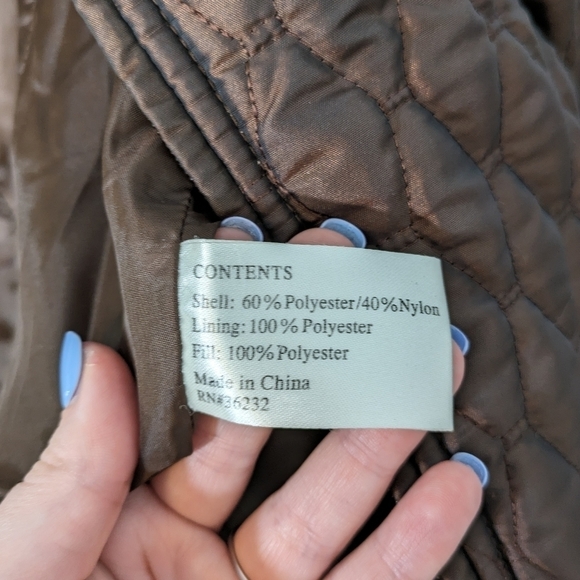 CONTENTS
Shell: 60% Polyester/40%Nylon
Lining: 100% Polyester
Fill: 100% Polyester
Made in China
RN#36232